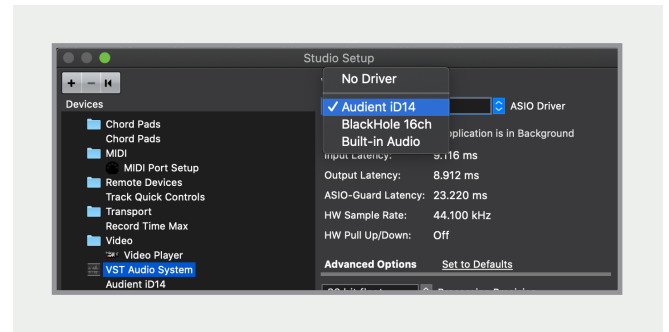 Studio Setup
+ –
Devices
Chord Pads
Chord Pads
MIDI
MIDI Port Setup
Remote Devices
Track Quick Controls
Transport
Record Time Max
Video
Video Player
VST Audio System
Audient iD14
No Driver
✓ Audient iD14
BlackHole 16ch
Built-in Audio
ASIO Driver
pplication is in Background
Input Latency: 9.116 ms
Output Latency: 8.912 ms
ASIO-Guard Latency: 23.220 ms
HW Sample Rate: 44.100 kHz
HW Pull Up/Down: Off
Advanced Options Set to Defaults